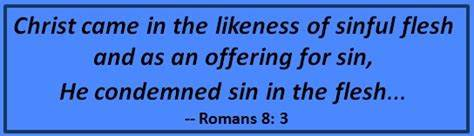 Christ came in the likeness of sinful flesh
and as an offering for sin,
He condemned sin in the flesh...
-- Romans 8: 3